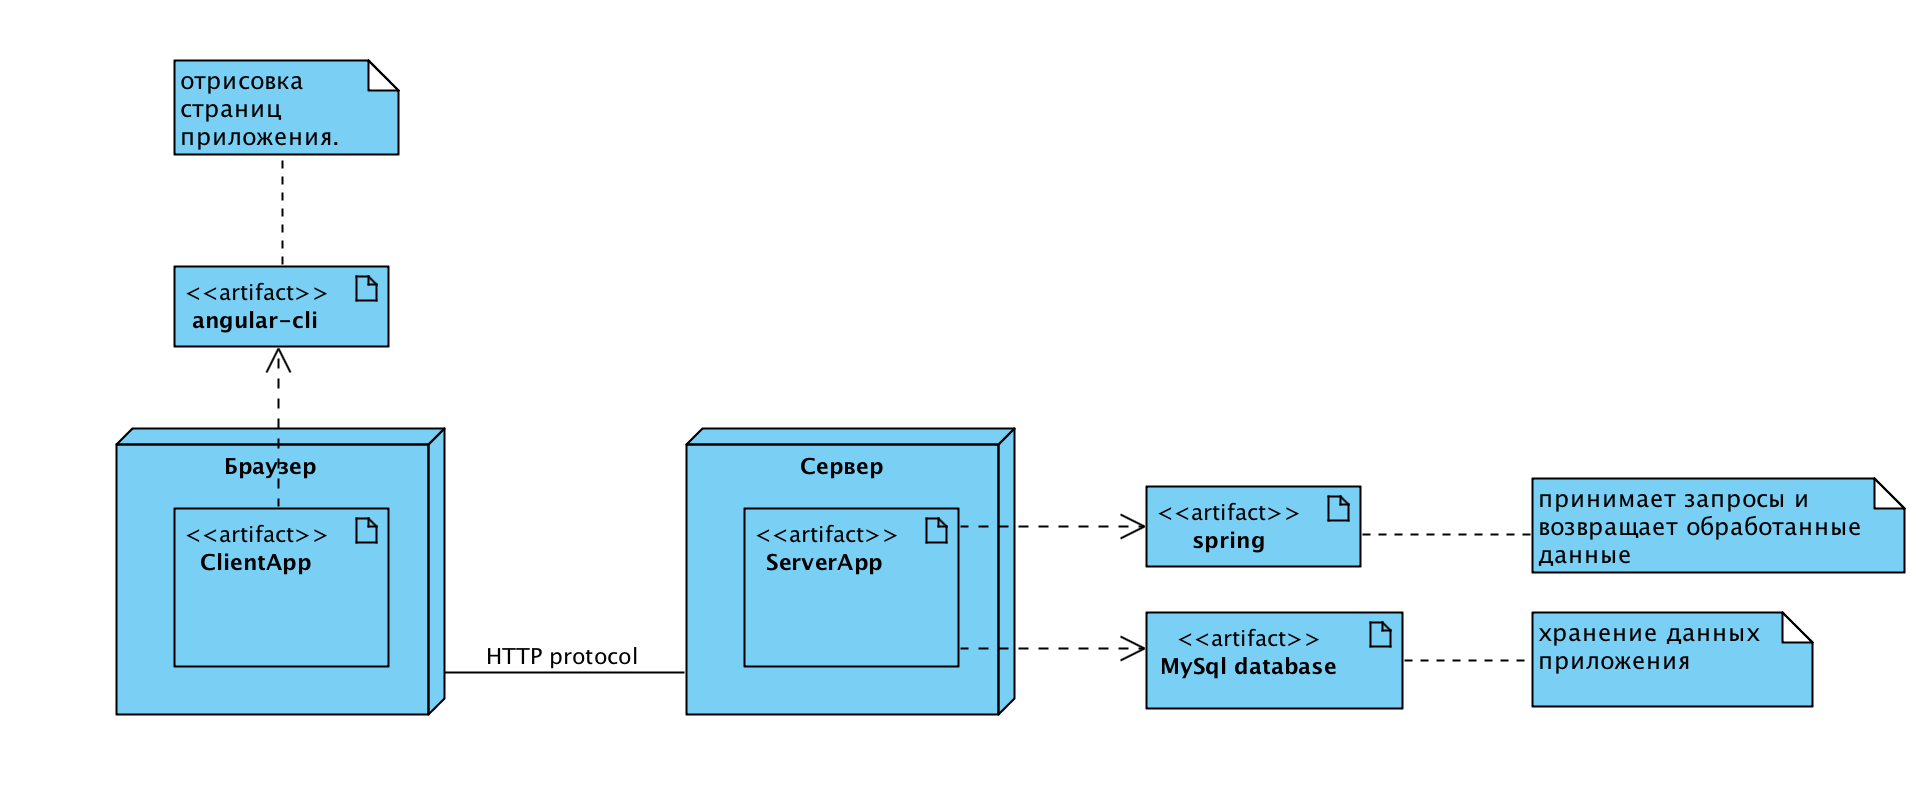 отрисовка
страниц
приложения.
<<artifact>>
angular-cli
Браузер
<<artifact>>
ClientApp
HTTP protocol
Сервер
<<artifact>>
ServerApp
<<artifact>>
spring
принимает запросы и
возвращает обработанные
данные
<<artifact>>
MySql database
хранение данных
приложения